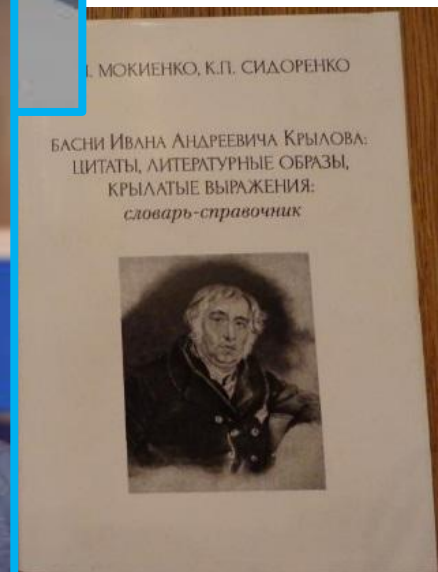 МОКИЕНКО, К.П. СИДОРЕНКО
БАСНИ ИВАНА АНДРЕЕВИЧА КРЫЛОВА:
ЦИТАТЫ, ЛИТЕРАТУРНЫЕ ОБРАЗЫ,
КРЫЛАТЫЕ ВЫРАЖЕНИЯ:
словарь-справочник